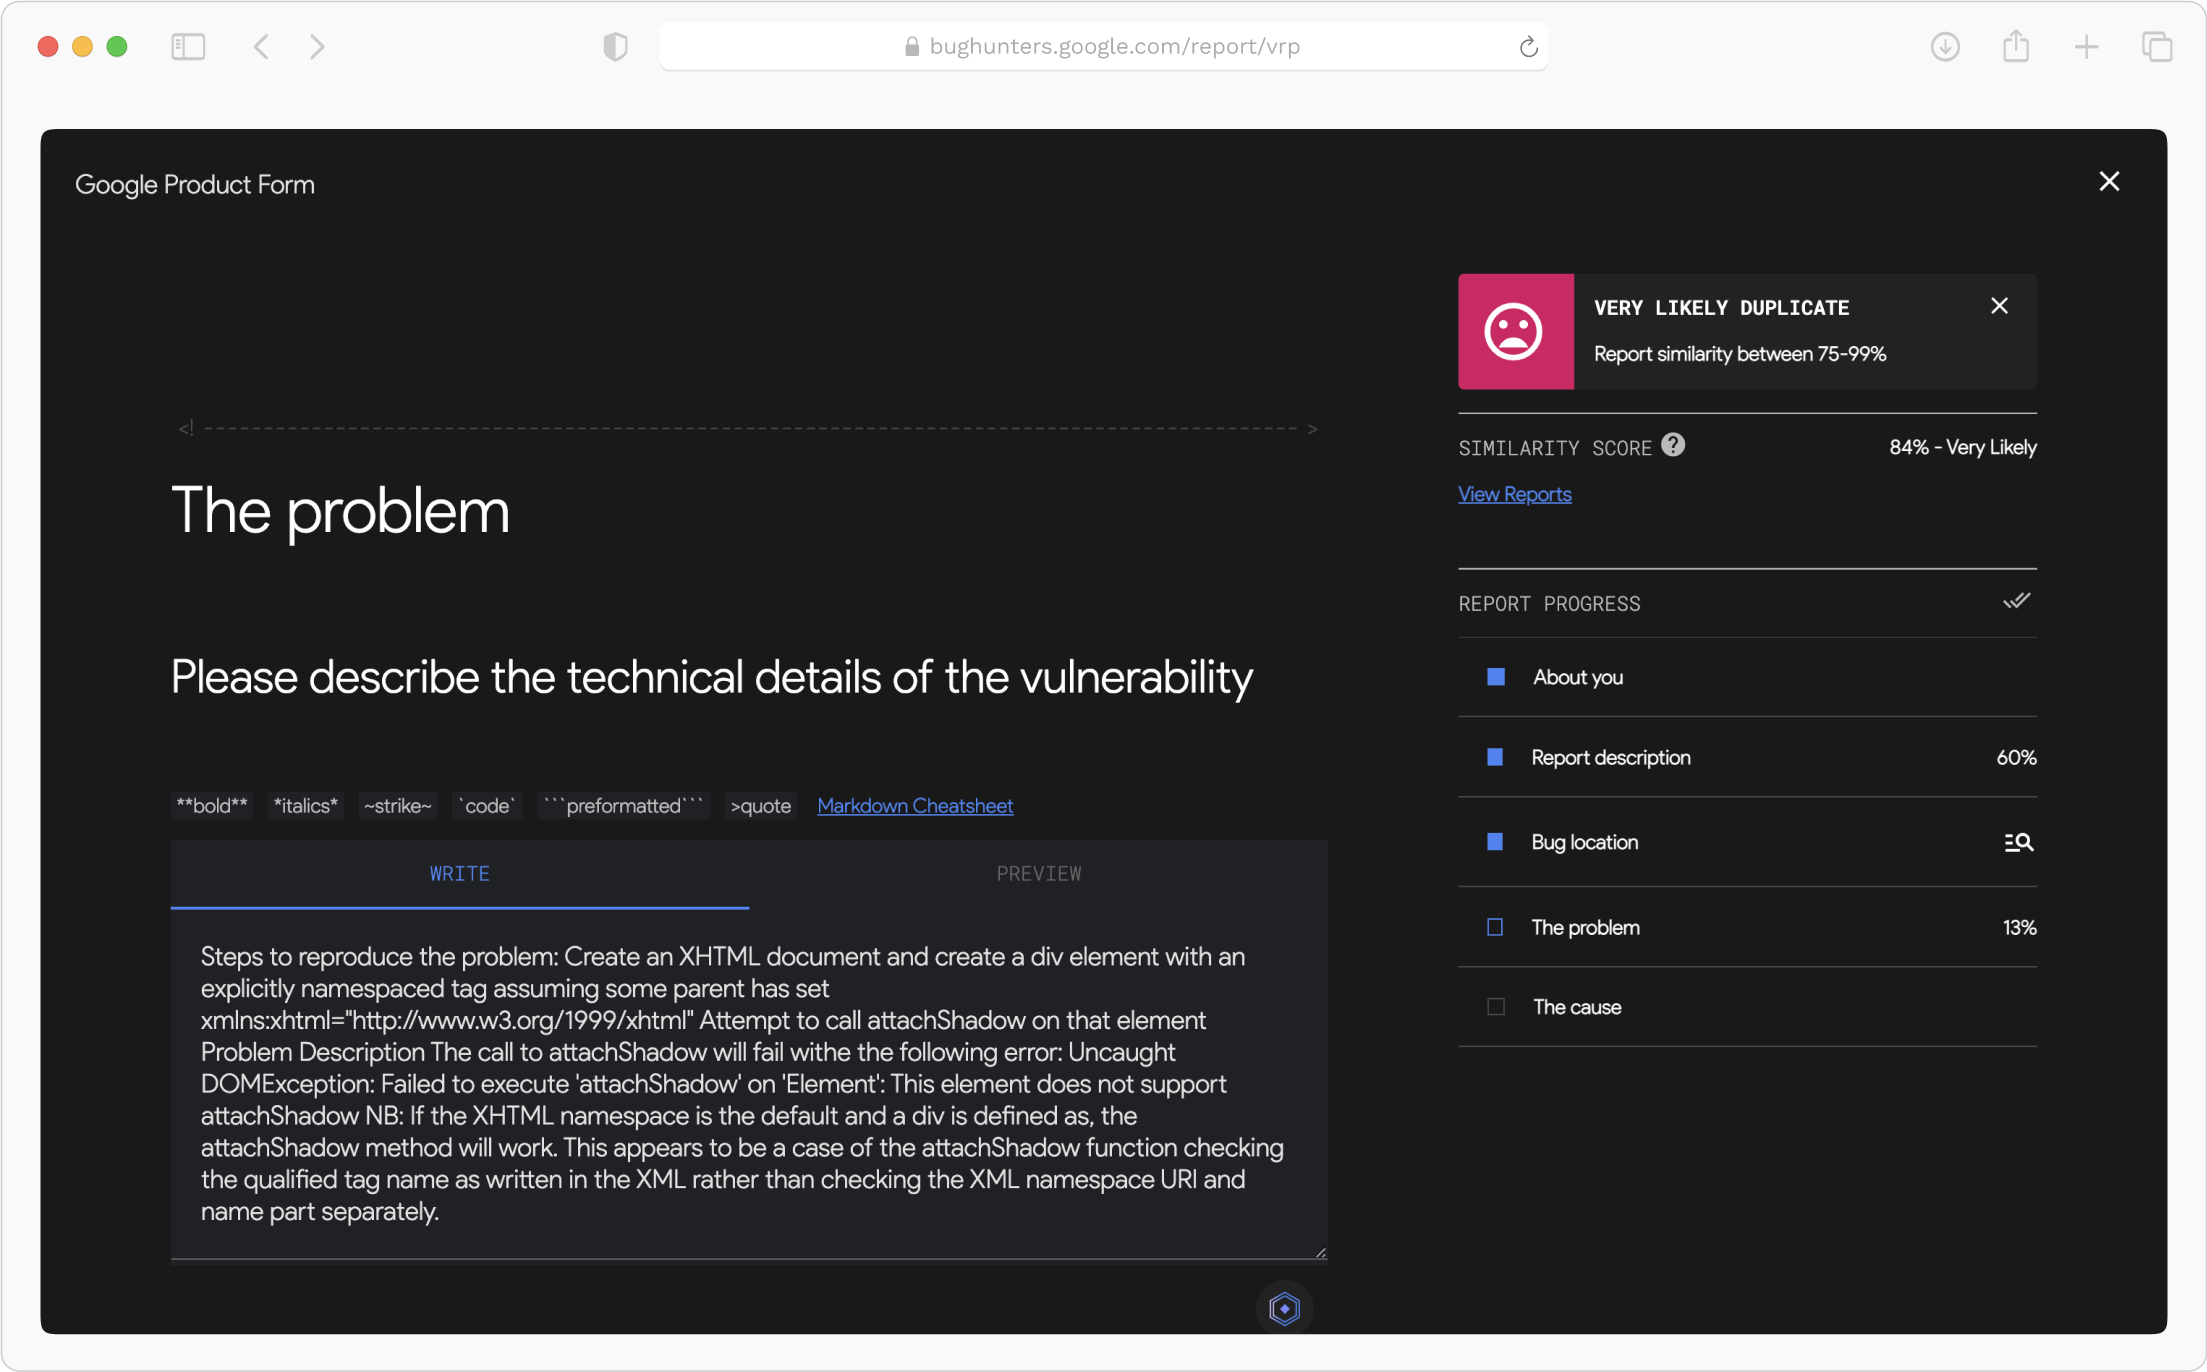 bughunters.google.com/report/vrp
Google Product Form
VERY LIKELY DUPLICATE
Report similarity between 75-99%
<! >
SIMILARITY SCORE ? 84% - Very Likely
View Reports
The problem
REPORT PROGRESS
About you
Report description 60%
Bug location
The problem 13%
The cause
Please describe the technical details of the vulnerability
**bold** *italics* ~strike~ `code` ```preformatted``` >quote Markdown Cheatsheet
WRITE PREVIEW
Steps to reproduce the problem: Create an XHTML document and create a div element with an
explicitly namespaced tag assuming some parent has set
xmlns:xhtml="http://www.w3.org/1999/xhtml" Attempt to call attachShadow on that element
Problem Description The call to attachShadow will fail withe the following error: Uncaught
DOMException: Failed to execute 'attachShadow' on 'Element': This element does not support
attachShadow NB: If the XHTML namespace is the default and a div is defined as, the
attachShadow method will work. This appears to be a case of the attachShadow function checking
the qualified tag name as written in the XML rather than checking the XML namespace URI and
name part separately.